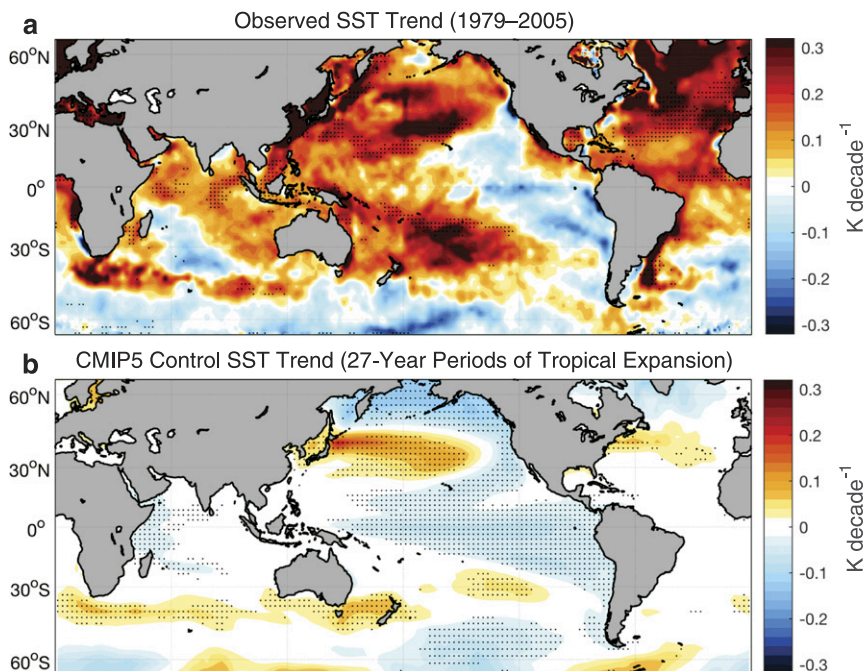 a Observed SST Trend (1979–2005)
60°N
30°N
0°
30°S
60°S
0.3
0.2
0.1
0
-0.1
-0.2
-0.3
K decade⁻¹
b CMIP5 Control SST Trend (27-Year Periods of Tropical Expansion)
60°N
30°N
0°
30°S
60°S
0.3
0.2
0.1
0
-0.1
-0.2
-0.3
K decade⁻¹